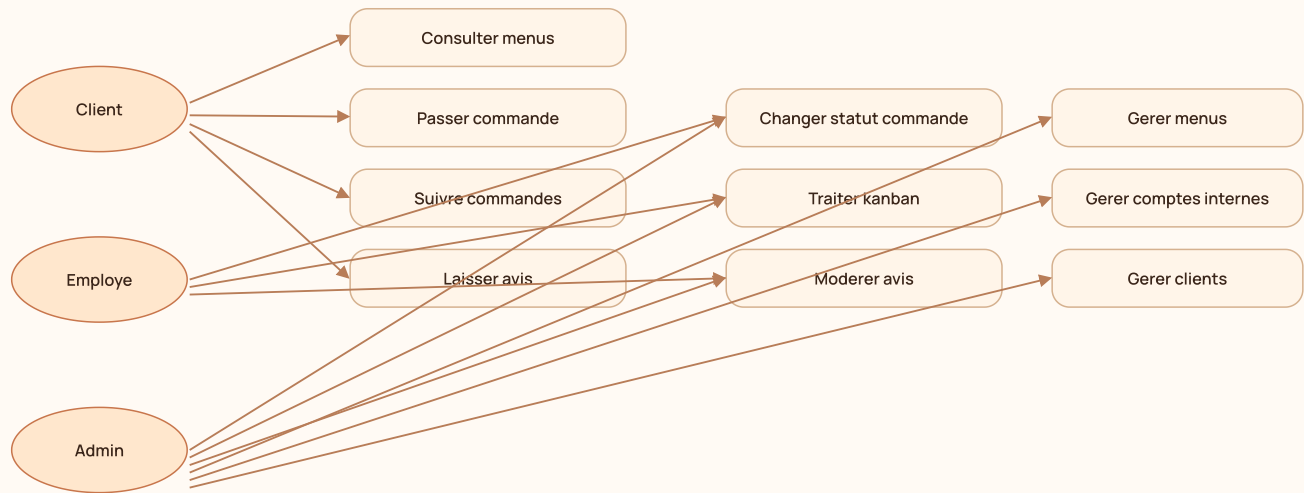 Consulter menus
Client
Passer commande
Changer statut commande
Gerer menus
Suivre commandes
Traiter kanban
Gerer comptes internes
Employe
Laisser avis
Moderer avis
Gerer clients
Admin